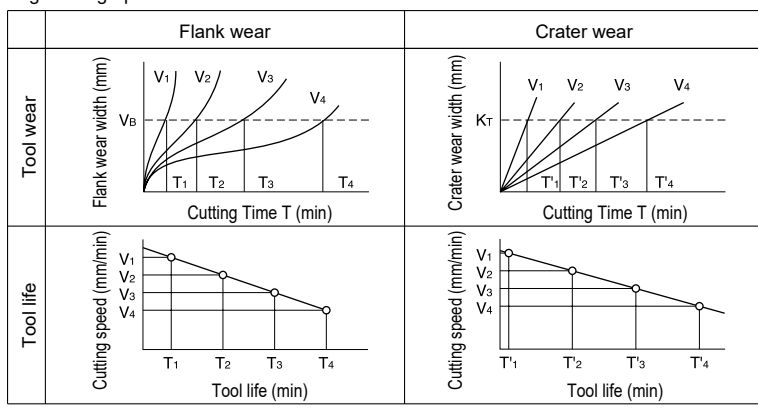 Flank wear
Crater wear
Tool wear
Flank wear width (mm)
V1 V2 V3 V4
VB
T1 T2 T3 T4
Cutting Time T (min)
Crater wear width (mm)
V1 V2 V3 V4
KT
T'1 T'2 T'3 T'4
Cutting Time T (min)
Tool life
Cutting speed (mm/min)
V1
V2
V3
V4
T1 T2 T3 T4
Tool life (min)
Cutting speed (mm/min)
V1
V2
V3
V4
T'1 T'2 T'3 T'4
Tool life (min)